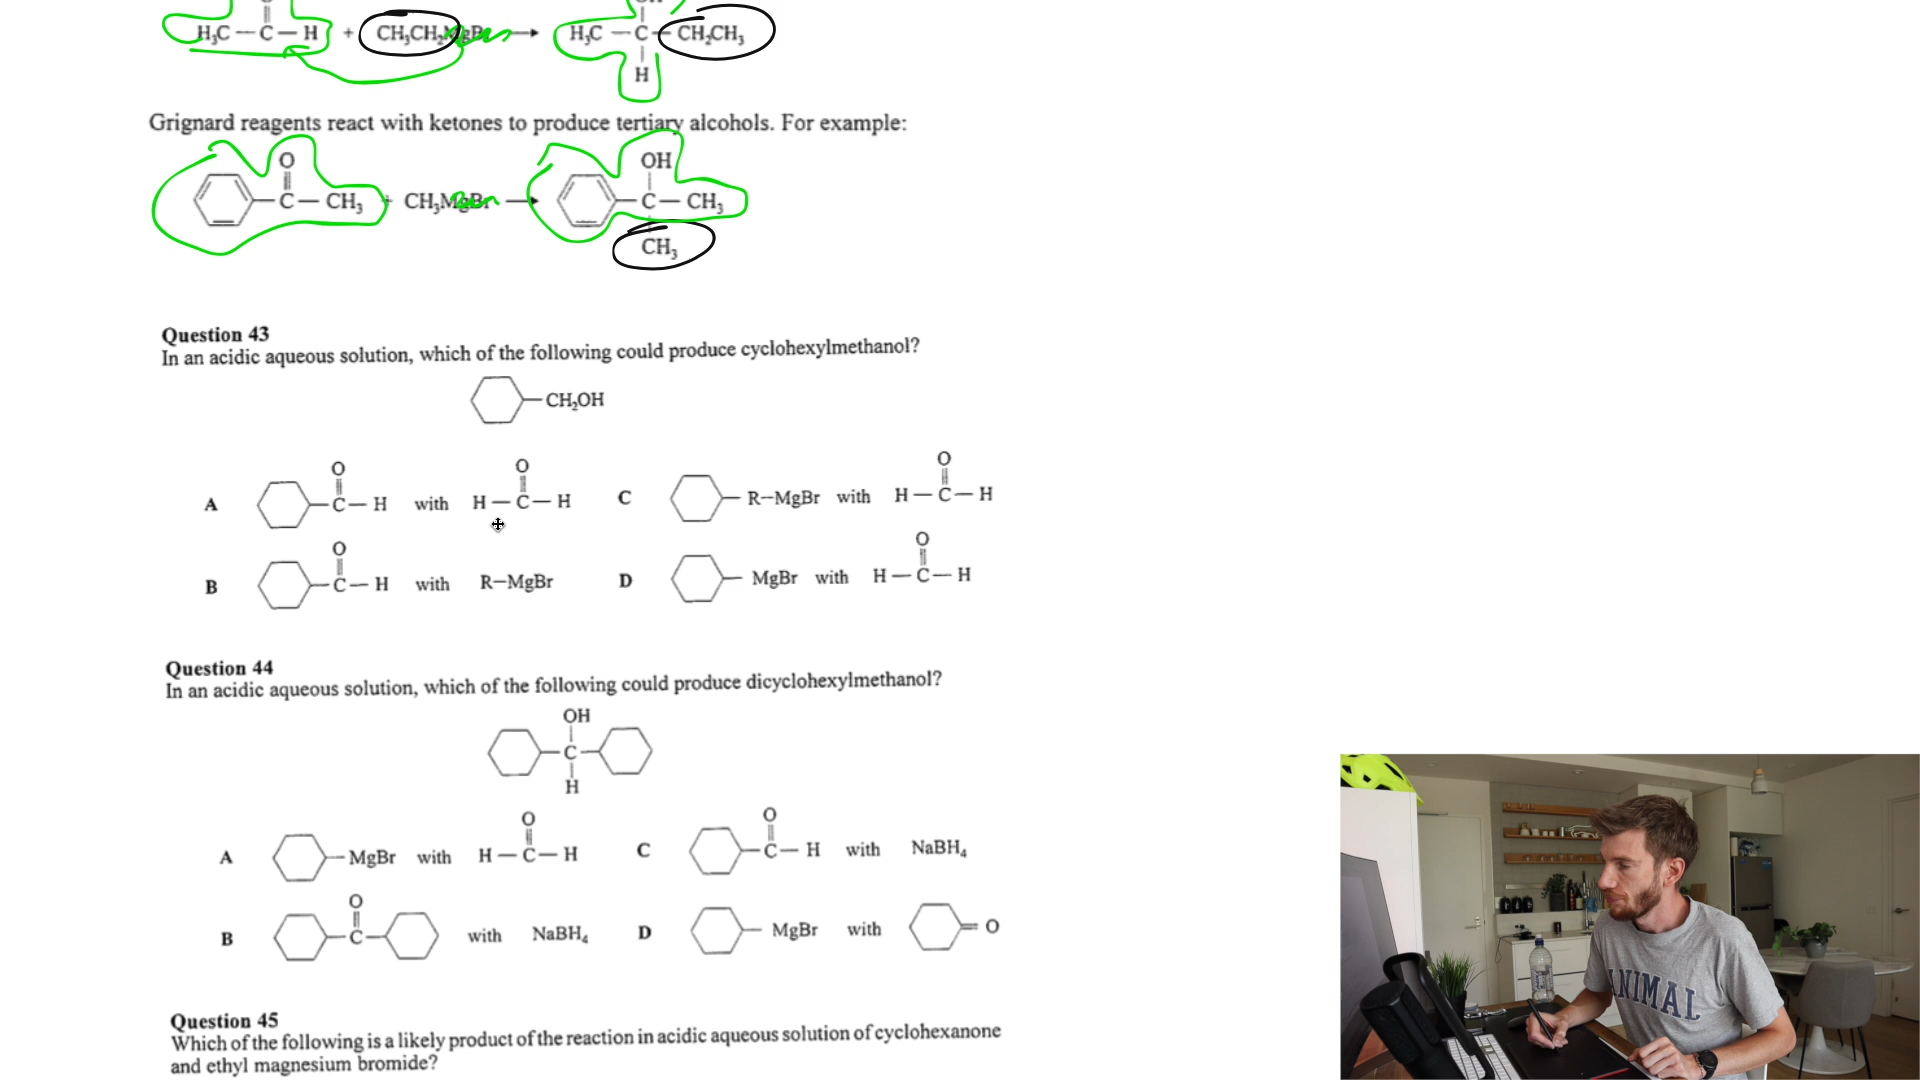 OH
H₃C — C — H + CH₃CH₂MgBr → H₃C — C — CH₂CH₃
H
Grignard reagents react with ketones to produce tertiary alcohols. For example:
O OH
C — CH₃ + CH₃MgBr → C — CH₃
CH₃
Question 43
In an acidic aqueous solution, which of the following could produce cyclohexylmethanol?
CH₂OH
O O
A C — H with H — C — H
O
C R–MgBr with H — C — H
O
B C — H with R–MgBr
O
D MgBr with H — C — H
Question 44
In an acidic aqueous solution, which of the following could produce dicyclohexylmethanol?
OH
C
H
O
A MgBr with H — C — H
O
C C — H with NaBH₄
O
B C with NaBH₄
D MgBr with O
Question 45
Which of the following is a likely product of the reaction in acidic aqueous solution of cyclohexanone
and ethyl magnesium bromide?
ANIMAL